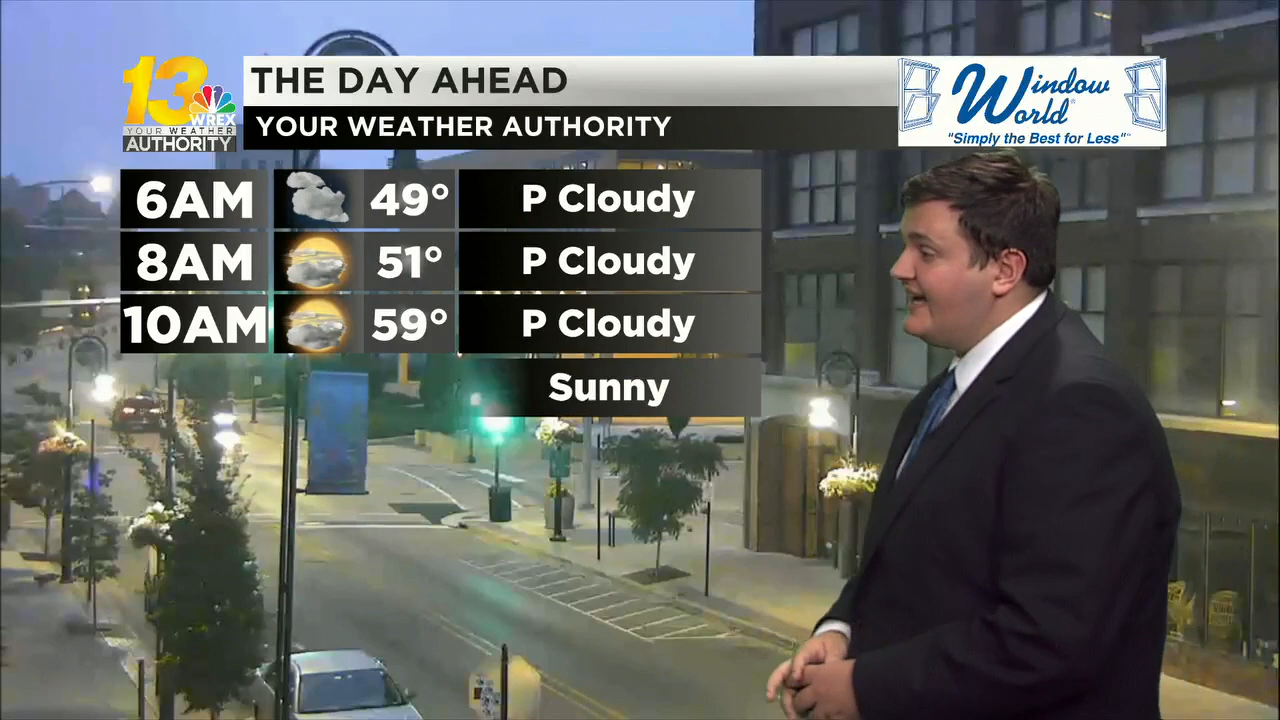 13
WREX
YOUR WEATHER
AUTHORITY
THE DAY AHEAD
YOUR WEATHER AUTHORITY
Window
World
"Simply the Best for Less"
6AM 49° P Cloudy
8AM 51° P Cloudy
10AM 59° P Cloudy
Sunny